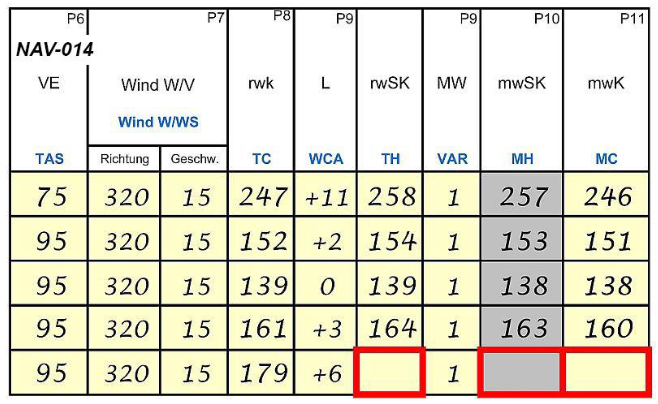 P6 P7 P8 P9 P9 P10 P11
NAV-014
VE Wind W/V rwk L rwSK MW mwSK mwK
Wind W/WS
TAS Richtung Geschw. TC WCA TH VAR MH MC
75 320 15 247 +11 258 1 257 246
95 320 15 152 +2 154 1 153 151
95 320 15 139 0 139 1 138 138
95 320 15 161 +3 164 1 163 160
95 320 15 179 +6 1